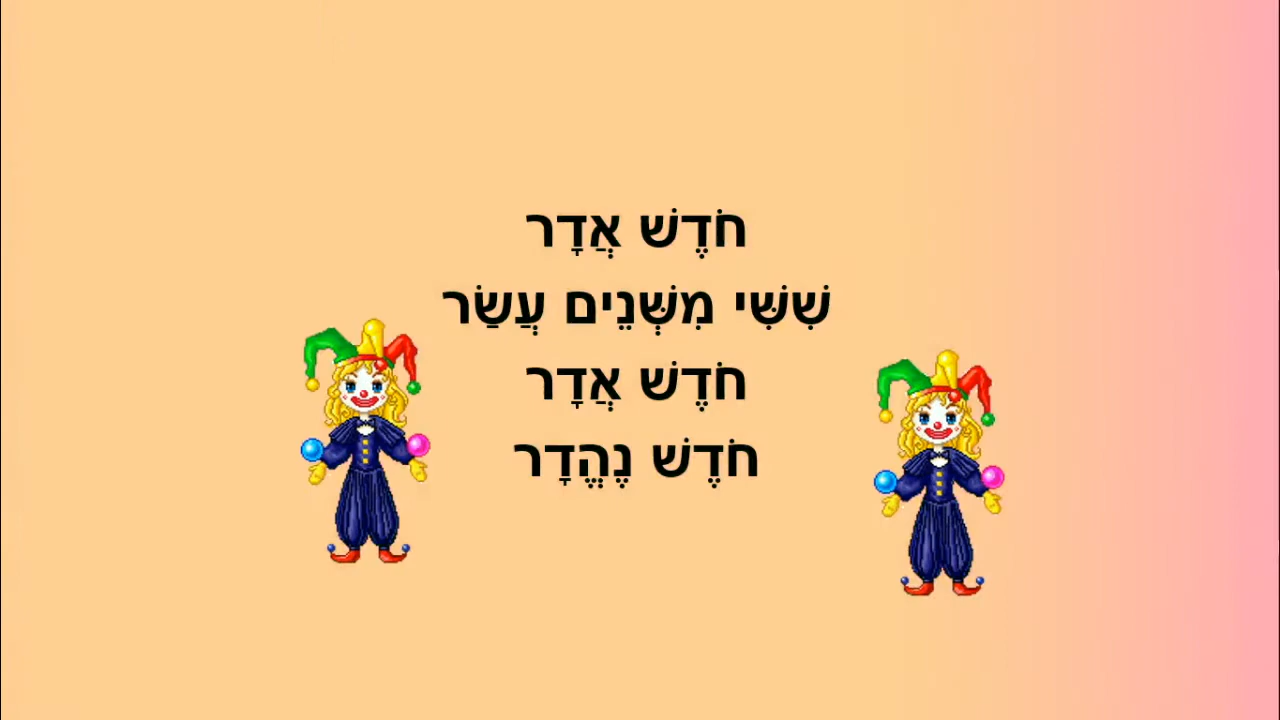 חֹדֶשׁ אֲדָר
שִׁשִּׁי מִשְּׁנֵים עֲשַׂר
חֹדֶשׁ אֲדָר
חֹדֶשׁ נֶהֱדָר